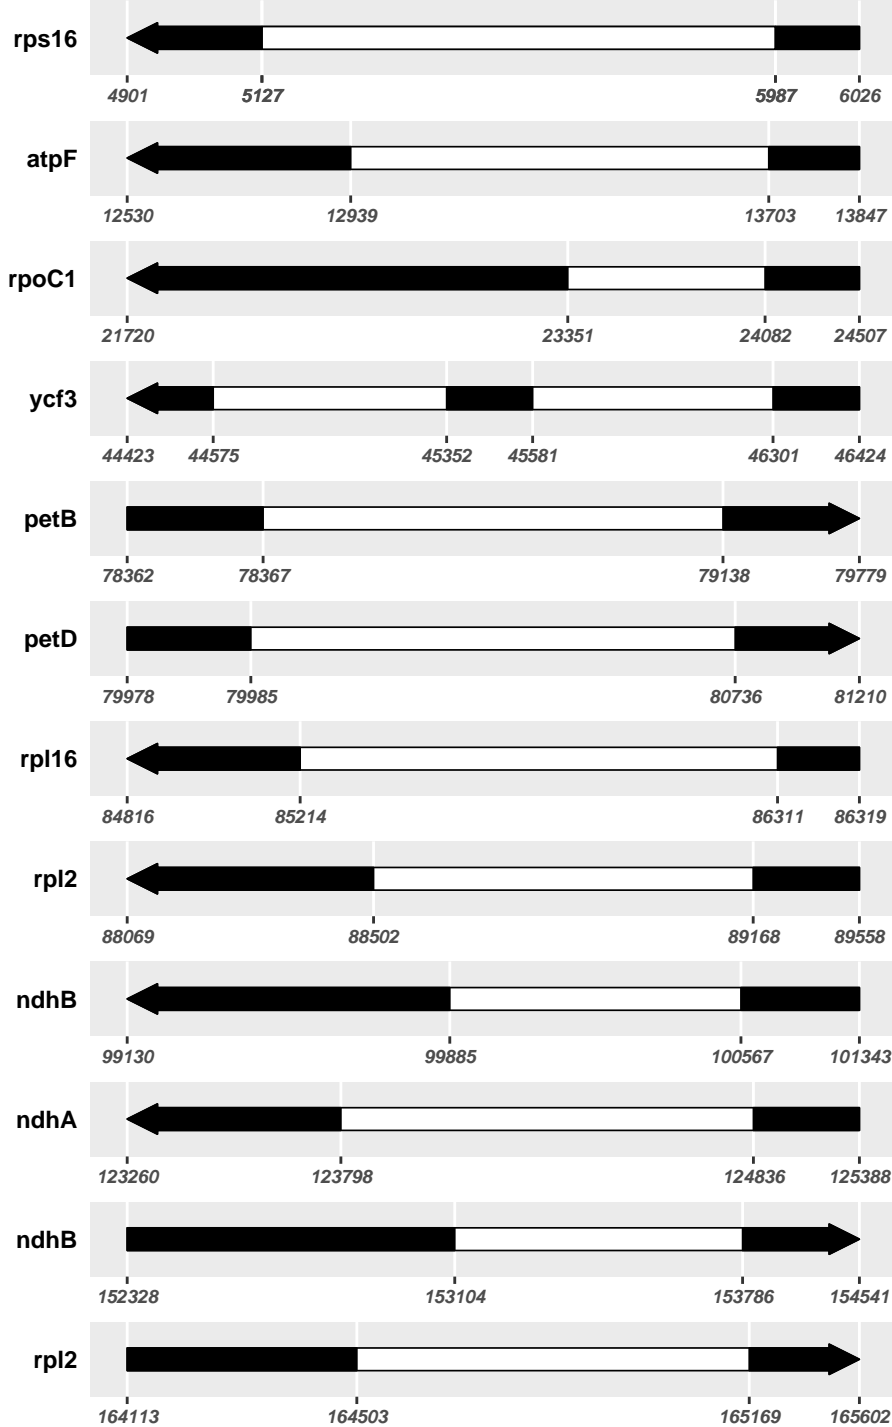 rps16
4901 5127 5987 6026
atpF
12530 12939 13703 13847
rpoC1
21720 23351 24082 24507
ycf3
44423 44575 45352 45581 46301 46424
petB
78362 78367 79138 79779
petD
79978 79985 80736 81210
rpl16
84816 85214 86311 86319
rpl2
88069 88502 89168 89558
ndhB
99130 99885 100567 101343
ndhA
123260 123798 124836 125388
ndhB
152328 153104 153786 154541
rpl2
164113 164503 165169 165602